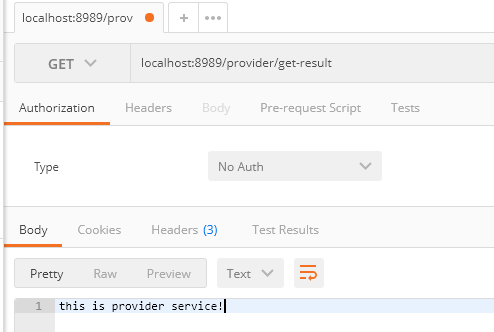 localhost:8989/prov
+
•••
GET localhost:8989/provider/get-result
Authorization Headers Body Pre-request Script Tests
Type No Auth
Body Cookies Headers (3) Test Results
Pretty Raw Preview Text
1 this is provider service!